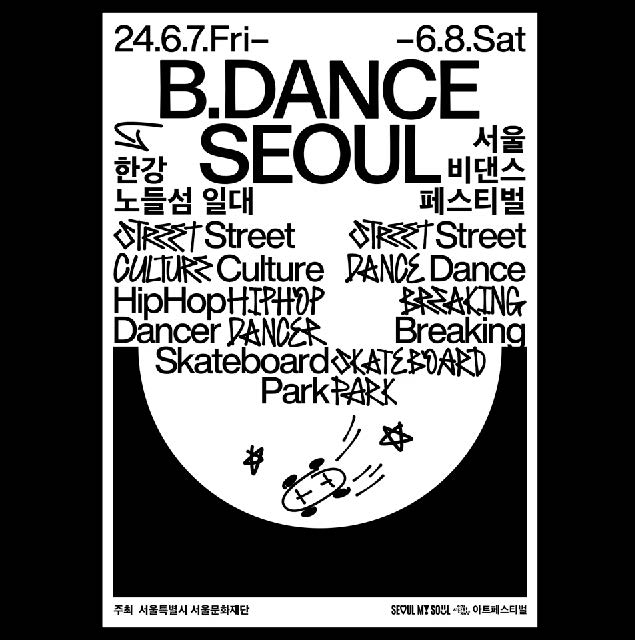 24.6.7.Fri– –6.8.Sat
B.DANCE
SEOUL
서울
한강
비댄스
노들섬 일대
페스티벌
STREET Street
STREET Street
CULTURE Culture
DANCE Dance
HipHop HIPHOP
BREAKING
Dancer DANCER
Breaking
Skateboard SKATEBOARD
Park PARK
주최 서울특별시 서울문화재단
SEOUL MY SOUL 아트페스티벌